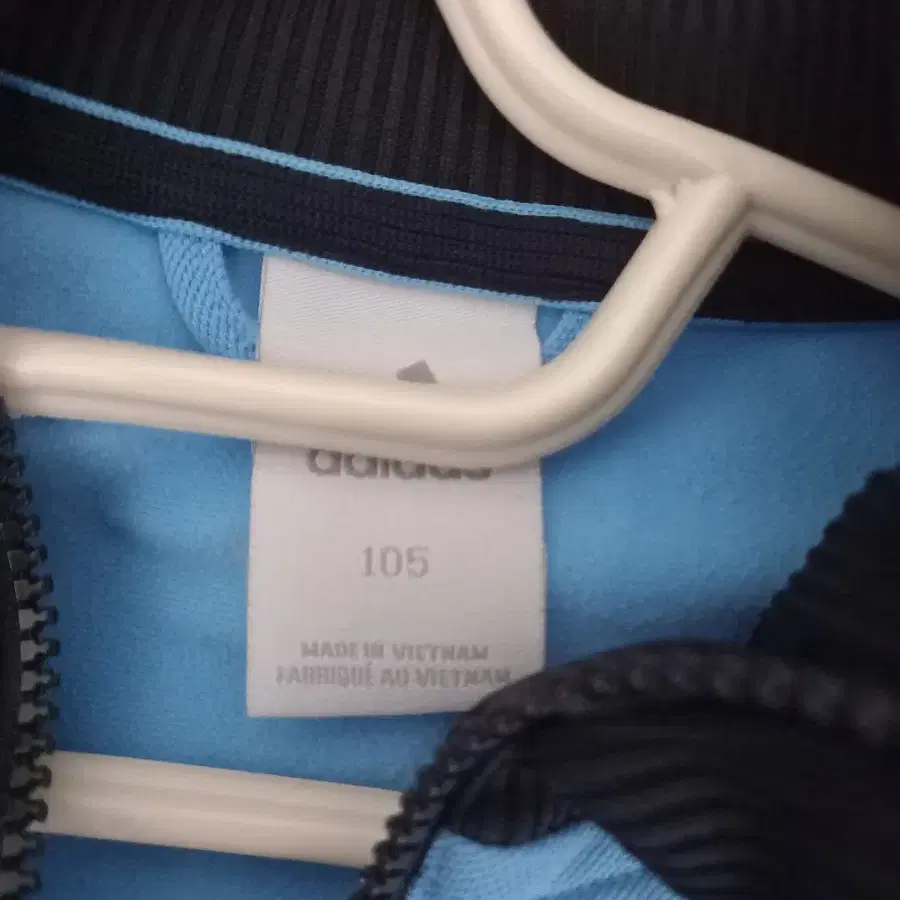 adidas
105
MADE IN VIETNAM
FABRIQUÉ AU VIETNAM